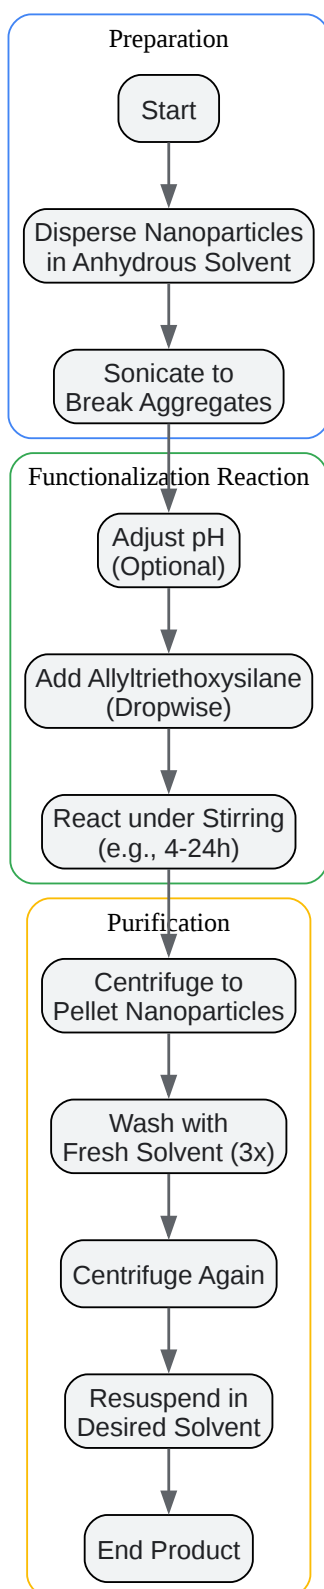 Preparation
Start
Disperse Nanoparticles
in Anhydrous Solvent
Sonicate to
Break Aggregates
Functionalization Reaction
Adjust pH
(Optional)
Add Allyltriethoxysilane
(Dropwise)
React under Stirring
(e.g., 4-24h)
Purification
Centrifuge to
Pellet Nanoparticles
Wash with
Fresh Solvent (3x)
Centrifuge Again
Resuspend in
Desired Solvent
End Product